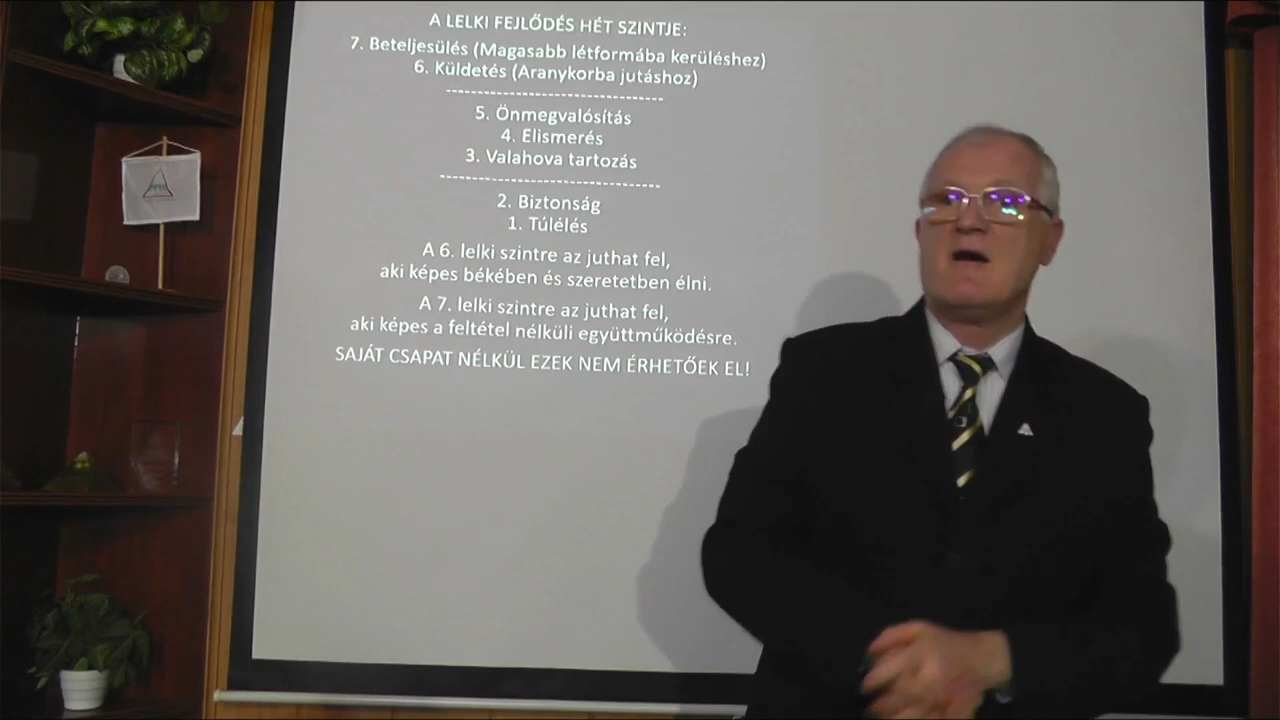 A LELKI FEJLŐDÉS HÉT SZINTJE:
7. Beteljesülés (Magasabb létformába kerüléshez)
6. Küldetés (Aranykorba jutáshoz)
----------------------------------
5. Önmegvalósítás
4. Elismerés
3. Valahova tartozás
----------------------------------
2. Biztonság
1. Túlélés
A 6. lelki szintre az juthat fel,
aki képes békében és szeretetben élni.
A 7. lelki szintre az juthat fel,
aki képes a feltétel nélküli együttműködésre.
SAJÁT CSAPAT NÉLKÜL EZEK NEM ÉRHETŐEK EL!